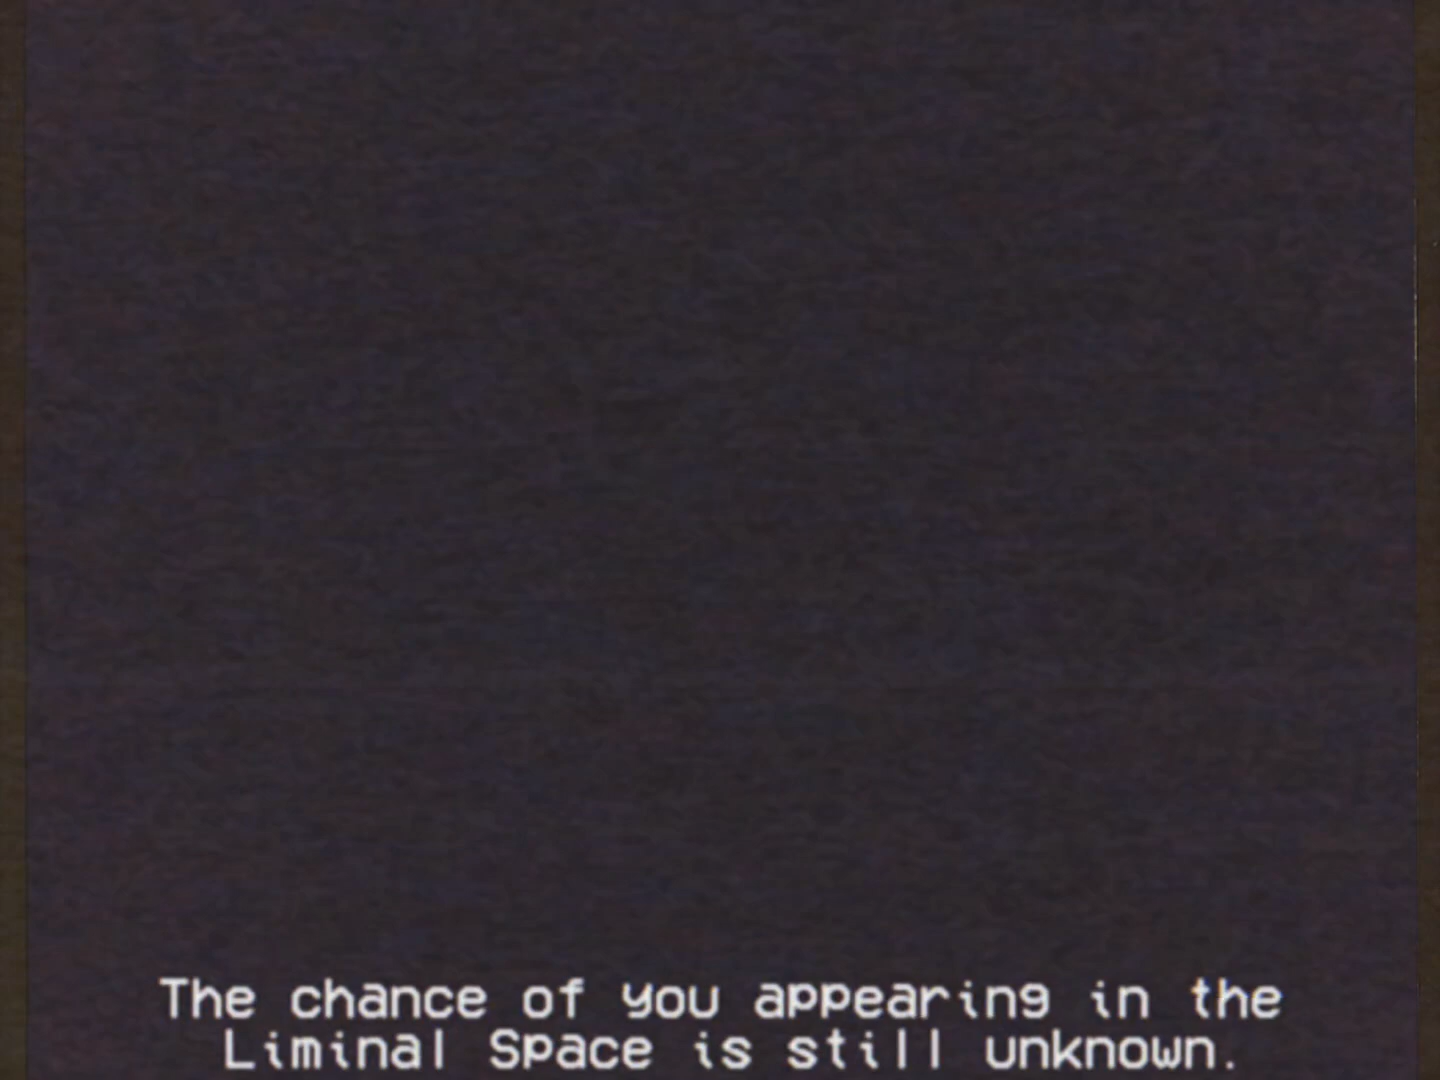 The chance of you appearing in the
Liminal Space is still unknown.